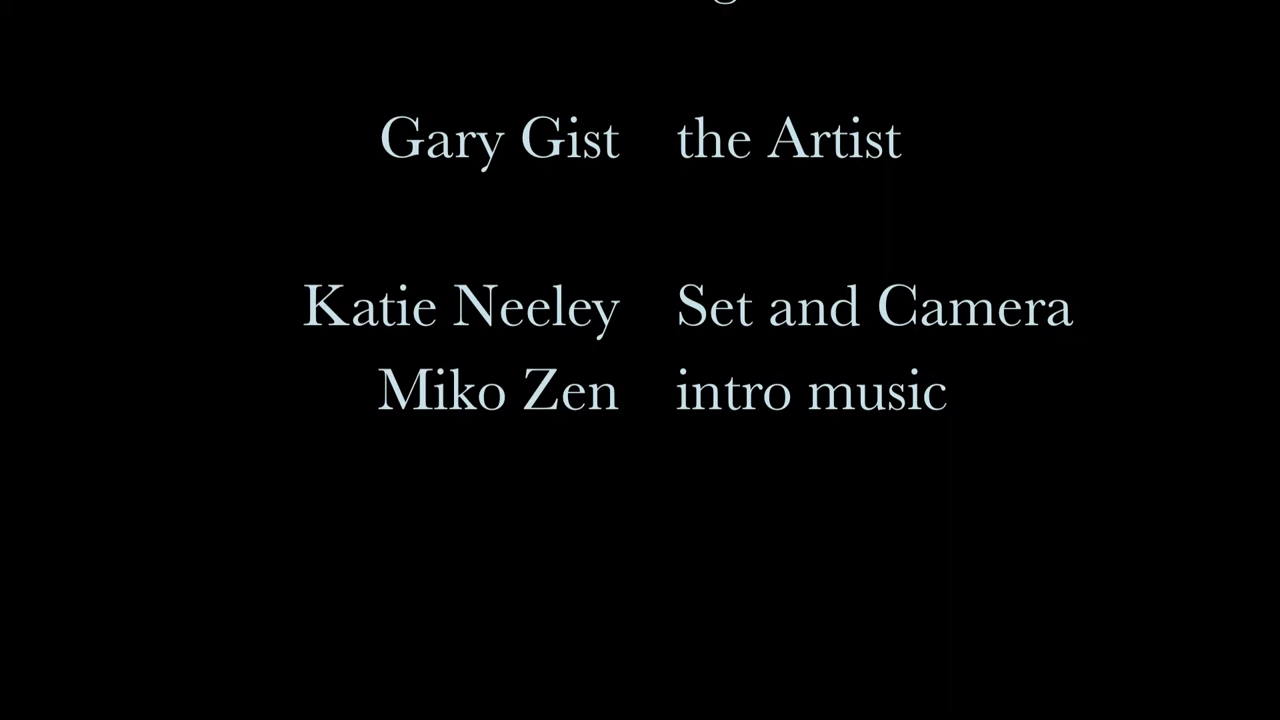 Gary Gist the Artist
Katie Neeley Set and Camera
Miko Zen intro music